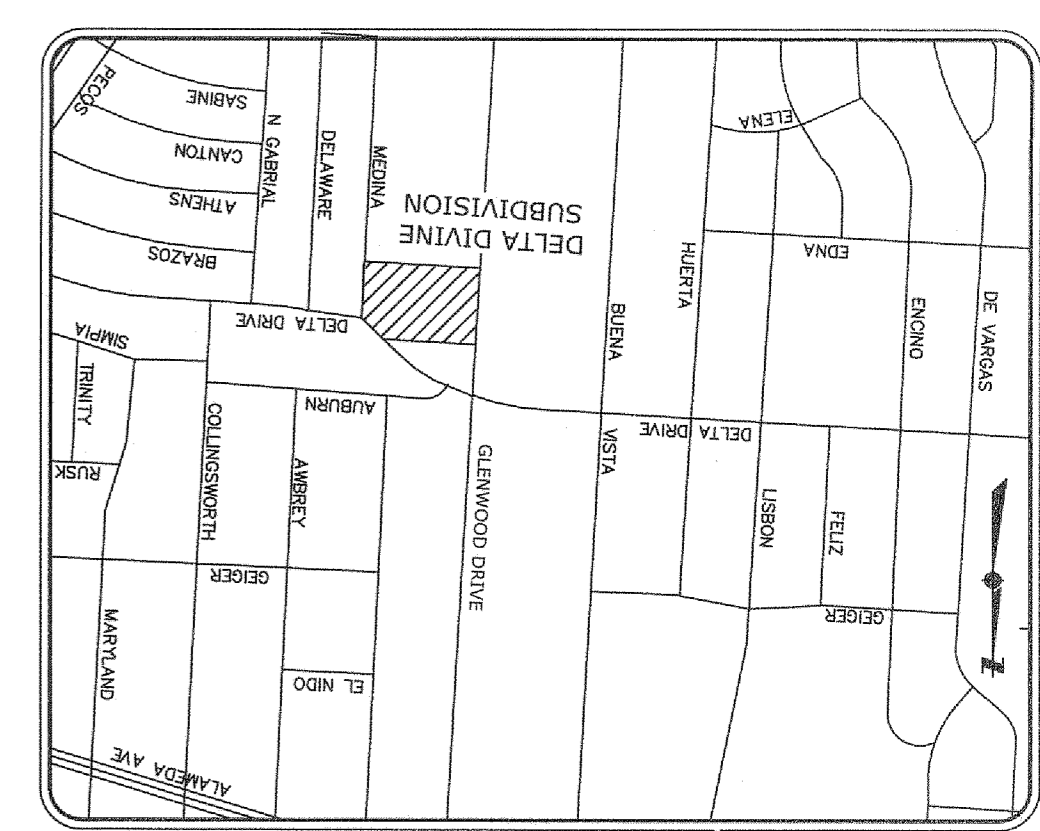 PECOS
SABINE
CANTON
ATHENS
BRAZOS
N GABRIAL
DELAWARE
MEDINA
DELTA DIVINE
SUBDIVISION
ELENA
EDNA
HUERTA
BUENA
ENCINO
DE VARGAS
DELTA DRIVE
SIMPIA
TRINITY
RUSK
COLLINGSWORTH
AUBURN
AWBREY
GLENWOOD DRIVE
VISTA
DELTA DRIVE
LISBON
FELIZ
GEIGER
GEIGER
MARYLAND
EL NIDO
ALAMEDA AVE
N